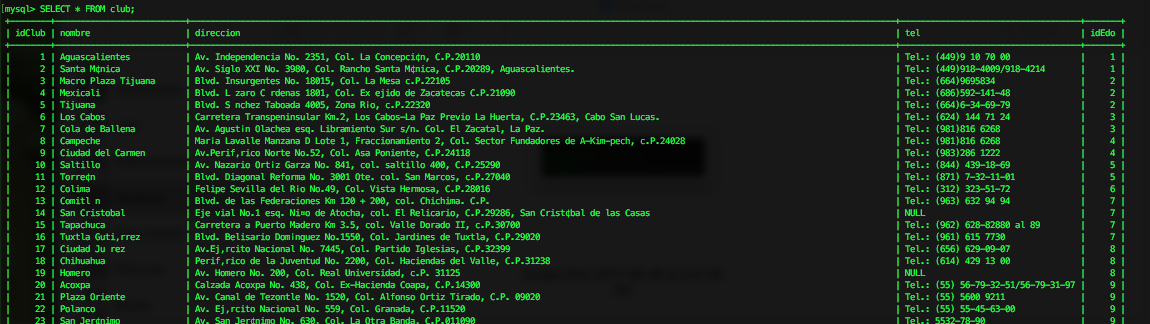 [mysql> SELECT * FROM club;
| idClub | nombre | direccion | tel | idEdo |
| 1 | Aguascalientes | Av. Independencia No. 2351, Col. La Concepci¢n, C.P.20110 | Tel.: (449)9 10 70 00 | 1 |
| 2 | Santa M¢nica | Av. Siglo XXI No. 3980, Col. Rancho Santa M¢nica, C.P.20289, Aguascalientes. | Tel.: (449)918-4009/918-4214 | 1 |
| 3 | Macro Plaza Tijuana | Blvd. Insurgentes No. 18015, Col. La Mesa c.P.22105 | Tel.: (664)9695834 | 2 |
| 4 | Mexicali | Blvd. L zaro C rdenas 1801, Col. Ex ejido de Zacatecas C.P.21090 | Tel.: (686)592-141-48 | 2 |
| 5 | Tijuana | Blvd. S nchez Taboada 4005, Zona Rio, c.P.22320 | Tel.: (664)6-34-69-79 | 2 |
| 6 | Los Cabos | Carretera Transpeninsular Km.2, Los Cabos-La Paz Previo La Huerta, C.P.23463, Cabo San Lucas. | Tel.: (624) 144 71 24 | 3 |
| 7 | Cola de Ballena | Av. Agustin Olachea esq. Libramiento Sur s/n. Col. El Zacatal, La Paz. | Tel.: (981)816 6268 | 3 |
| 8 | Campeche | Maria Lavalle Manzana D Lote 1, Fraccionamiento 2, Col. Sector Fundadores de A-Kim-pech, c.P.24028 | Tel.: (981)816 6268 | 4 |
| 9 | Ciudad del Carmen | Av.Perif,rico Norte No.52, Col. Asa Poniente, C.P.24118 | Tel.: (983)286 1222 | 4 |
| 10 | Saltillo | Av. Nazario Ortiz Garza No. 841, col. saltillo 400, C.P.25290 | Tel.: (844) 439-18-69 | 5 |
| 11 | Torre¢n | Blvd. Diagonal Reforma No. 3001 Ote. col. San Marcos, c.P.27040 | Tel.: (871) 7-32-11-01 | 5 |
| 12 | Colima | Felipe Sevilla del Rio No.49, Col. Vista Hermosa, C.P.28016 | Tel.: (312) 323-51-72 | 6 |
| 13 | Comitl n | Blvd. de las Federaciones Km 120 + 200, col. Chichima. C.P. | Tel.: (963) 632 94 94 | 7 |
| 14 | San Cristobal | Eje vial No.1 esq. Ni¤o de Atocha, col. El Relicario, C.P.29286, San Crist¢bal de las Casas | NULL | 7 |
| 15 | Tapachuca | Carretera a Puerto Madero Km 3.5, col. Valle Dorado II, c.P.30700 | Tel.: (962) 628-82880 al 89 | 7 |
| 16 | Tuxtla Guti,rrez | Blvd. Belisario Dominguez No.1550, Col. Jardines de Tuxtla, C.P.29020 | Tel.: (961) 615 7730 | 7 |
| 17 | Ciudad Ju rez | Av.Ej,rcito Nacional No. 7445, Col. Partido Iglesias, C.P.32399 | Tel.: (656) 629-09-07 | 8 |
| 18 | Chihuahua | Perif,rico de la Juventud No. 2200, Col. Haciendas del Valle, C.P.31238 | Tel.: (614) 429 13 00 | 8 |
| 19 | Homero | Av. Homero No. 200, Col. Real Universidad, c.P. 31125 | NULL | 8 |
| 20 | Acoxpa | Calzada Acoxpa No. 438, Col. Ex-Hacienda Coapa, C.P.14300 | Tel.: (55) 56-79-32-51/56-79-31-97 | 9 |
| 21 | Plaza Oriente | Av. Canal de Tezontle No. 1520, Col. Alfonso Ortiz Tirado, C.P. 09020 | Tel.: (55) 5600 9211 | 9 |
| 22 | Polanco | Av. Ej,rcito Nacional No. 559, Col. Granada, C.P.11520 | Tel.: (55) 55-45-63-00 | 9 |
| 23 | San Jer¢nimo | Av. San Jer¢nimo No. 630, Col. La Otra Banda, C.P.011090 | Tel.: 5532-78-90 | 9 |